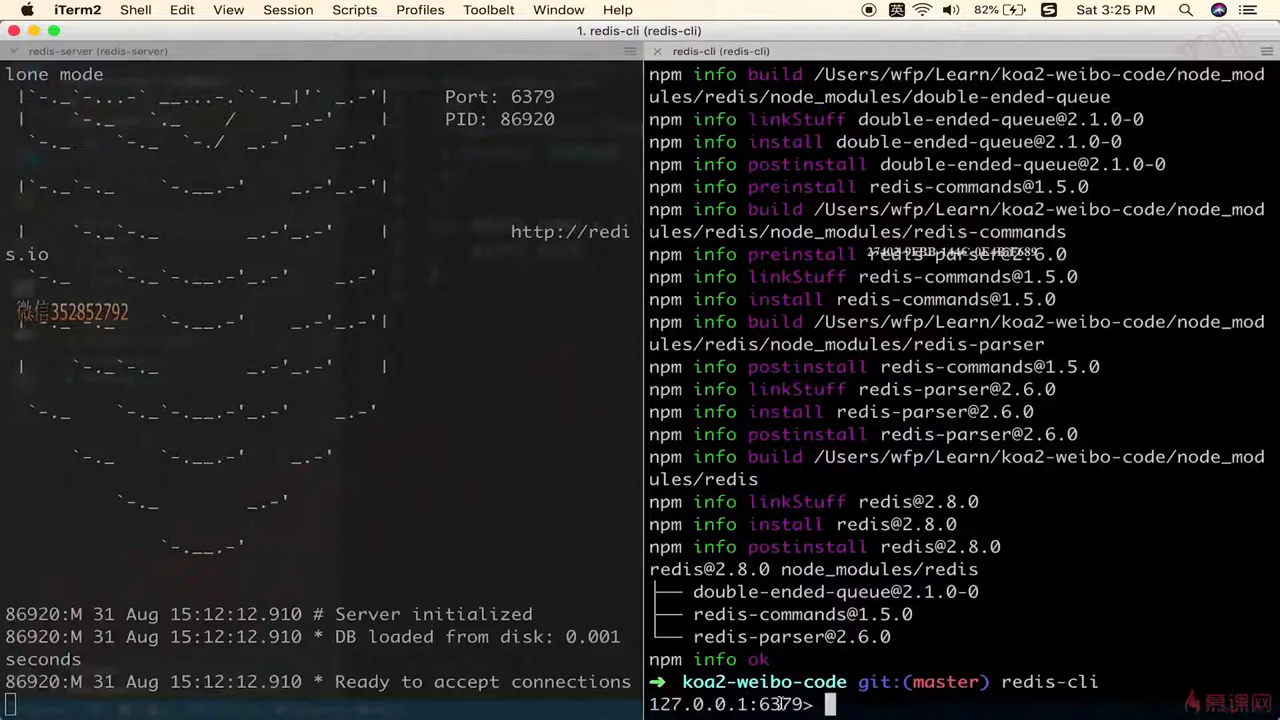 iTerm2 Shell Edit View Session Scripts Profiles Toolbelt Window Help 英 82% Sat 3:25 PM
1. redis-cli (redis-cli)
redis-server (redis-server)
lone mode
Port: 6379
PID: 86920
http://redi
s.io
微信352852792
86920:M 31 Aug 15:12:12.910 # Server initialized
86920:M 31 Aug 15:12:12.910 * DB loaded from disk: 0.001
seconds
86920:M 31 Aug 15:12:12.910 * Ready to accept connections
redis-cli (redis-cli)
npm info build /Users/wfp/Learn/koa2-weibo-code/node_mod
ules/redis/node_modules/double-ended-queue
npm info linkStuff double-ended-queue@2.1.0-0
npm info install double-ended-queue@2.1.0-0
npm info postinstall double-ended-queue@2.1.0-0
npm info preinstall redis-commands@1.5.0
npm info build /Users/wfp/Learn/koa2-weibo-code/node_mod
ules/redis/node_modules/redis-commands
npm info preinstall redis-parser@2.6.0
npm info linkStuff redis-commands@1.5.0
npm info install redis-commands@1.5.0
npm info build /Users/wfp/Learn/koa2-weibo-code/node_mod
ules/redis/node_modules/redis-parser
npm info postinstall redis-commands@1.5.0
npm info linkStuff redis-parser@2.6.0
npm info install redis-parser@2.6.0
npm info postinstall redis-parser@2.6.0
npm info build /Users/wfp/Learn/koa2-weibo-code/node_mod
ules/redis
npm info linkStuff redis@2.8.0
npm info install redis@2.8.0
npm info postinstall redis@2.8.0
redis@2.8.0 node_modules/redis
├── double-ended-queue@2.1.0-0
├── redis-commands@1.5.0
└── redis-parser@2.6.0
npm info ok
➜ koa2-weibo-code git:(master) redis-cli
127.0.0.1:6379>
慕课网